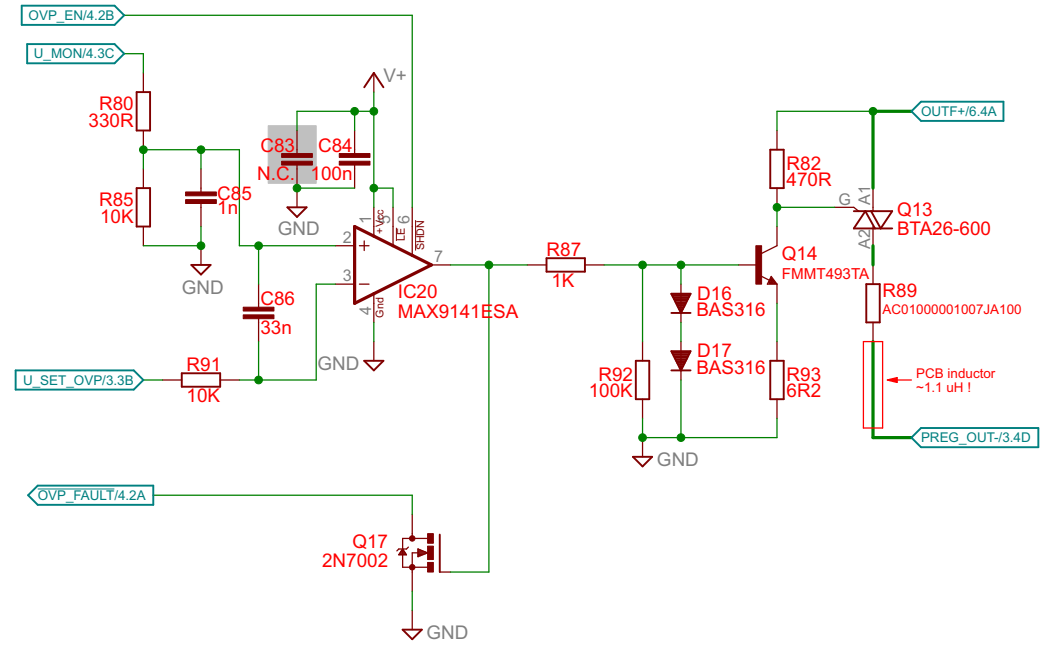 OVP_EN/4.2B
U_MON/4.3C
V+
R80
330R
C83
N.C.
C84
100n
OUTF+/6.4A
R82
470R
R85
10K
C85
1n
GND
GND
1
+Vcc
5
LE
6
SHDN
G
A1
A2
Q13
BTA26-600
2
+
3
-
7
4
Gnd
IC20
MAX9141ESA
R87
1K
Q14
FMMT493TA
C86
33n
D16
BAS316
R89
AC01000001007JA100
GND
R91
10K
U_SET_OVP/3.3B
D17
BAS316
R92
100K
R93
6R2
PCB inductor
~1.1 uH !
GND
PREG_OUT-/3.4D
OVP_FAULT/4.2A
Q17
2N7002
GND